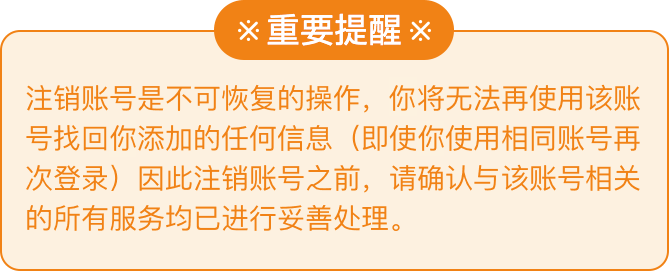 ※ 重要提醒 ※
注销账号是不可恢复的操作，你将无法再使用该账
号找回你添加的任何信息（即使你使用相同账号再
次登录）因此注销账号之前，请确认与该账号相关
的所有服务均已进行妥善处理。